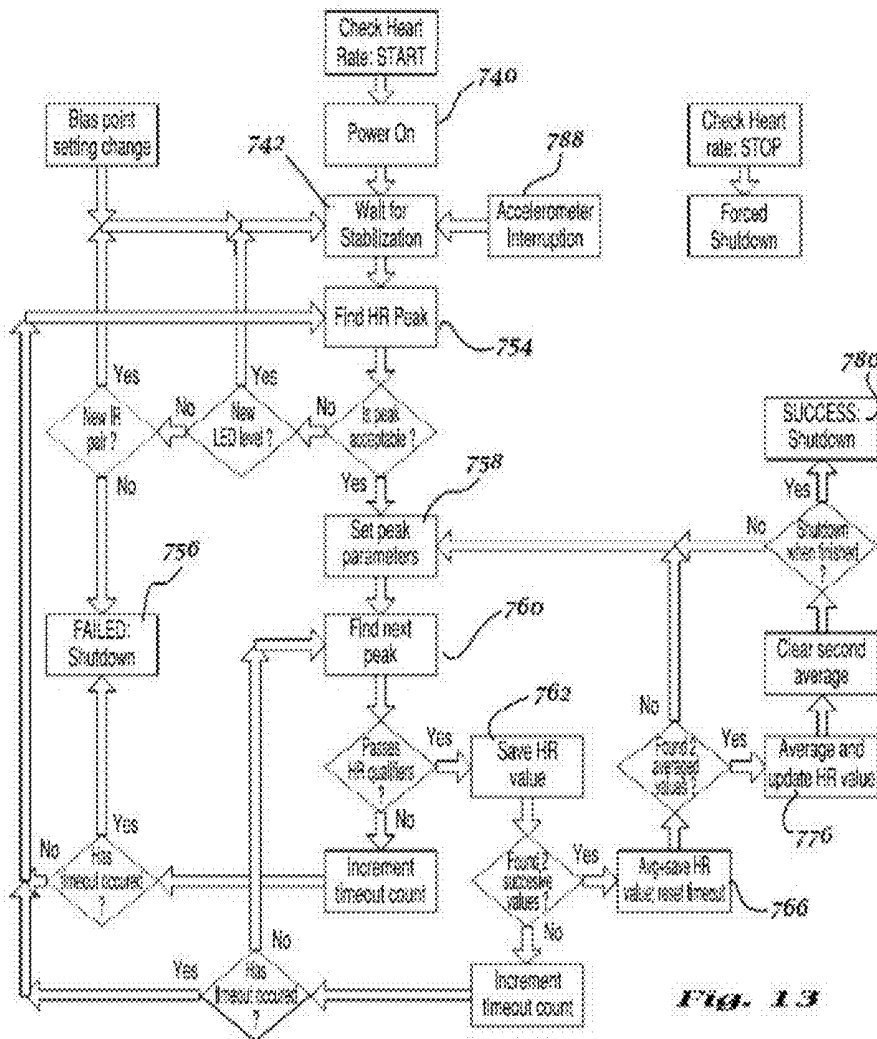 Check Heart
Rate: START
740
Power On
Bias point
setting change
742
788
Check Heart
rate: STOP
Wait for
Stabilization
Accelerometer
Interruption
Forced
Shutdown
Find HR Peak
754
Yes
Yes
780
New IR
pair ?
No
New
LED level ?
No
Is peak
acceptable ?
SUCCESS:
Shutdown
No
Yes
758
Yes
Set peak
parameters
No
Shutdown
when finished
?
756
FAILED:
Shutdown
Find next
peak
760
Clear second
average
762
No
Passes
HR qualifiers
?
Yes
Save HR
value
Found 2
averaged
values ?
Yes
Average and
update HR value
776
Yes
No
No
Has
timeout occured
?
Increment
timeout count
Found 2
succesive
values ?
Yes
Avg-save HR
value; reset timeout
766
No
No
Yes
Has
timeout occured
?
Increment
timeout count
Fig. 13